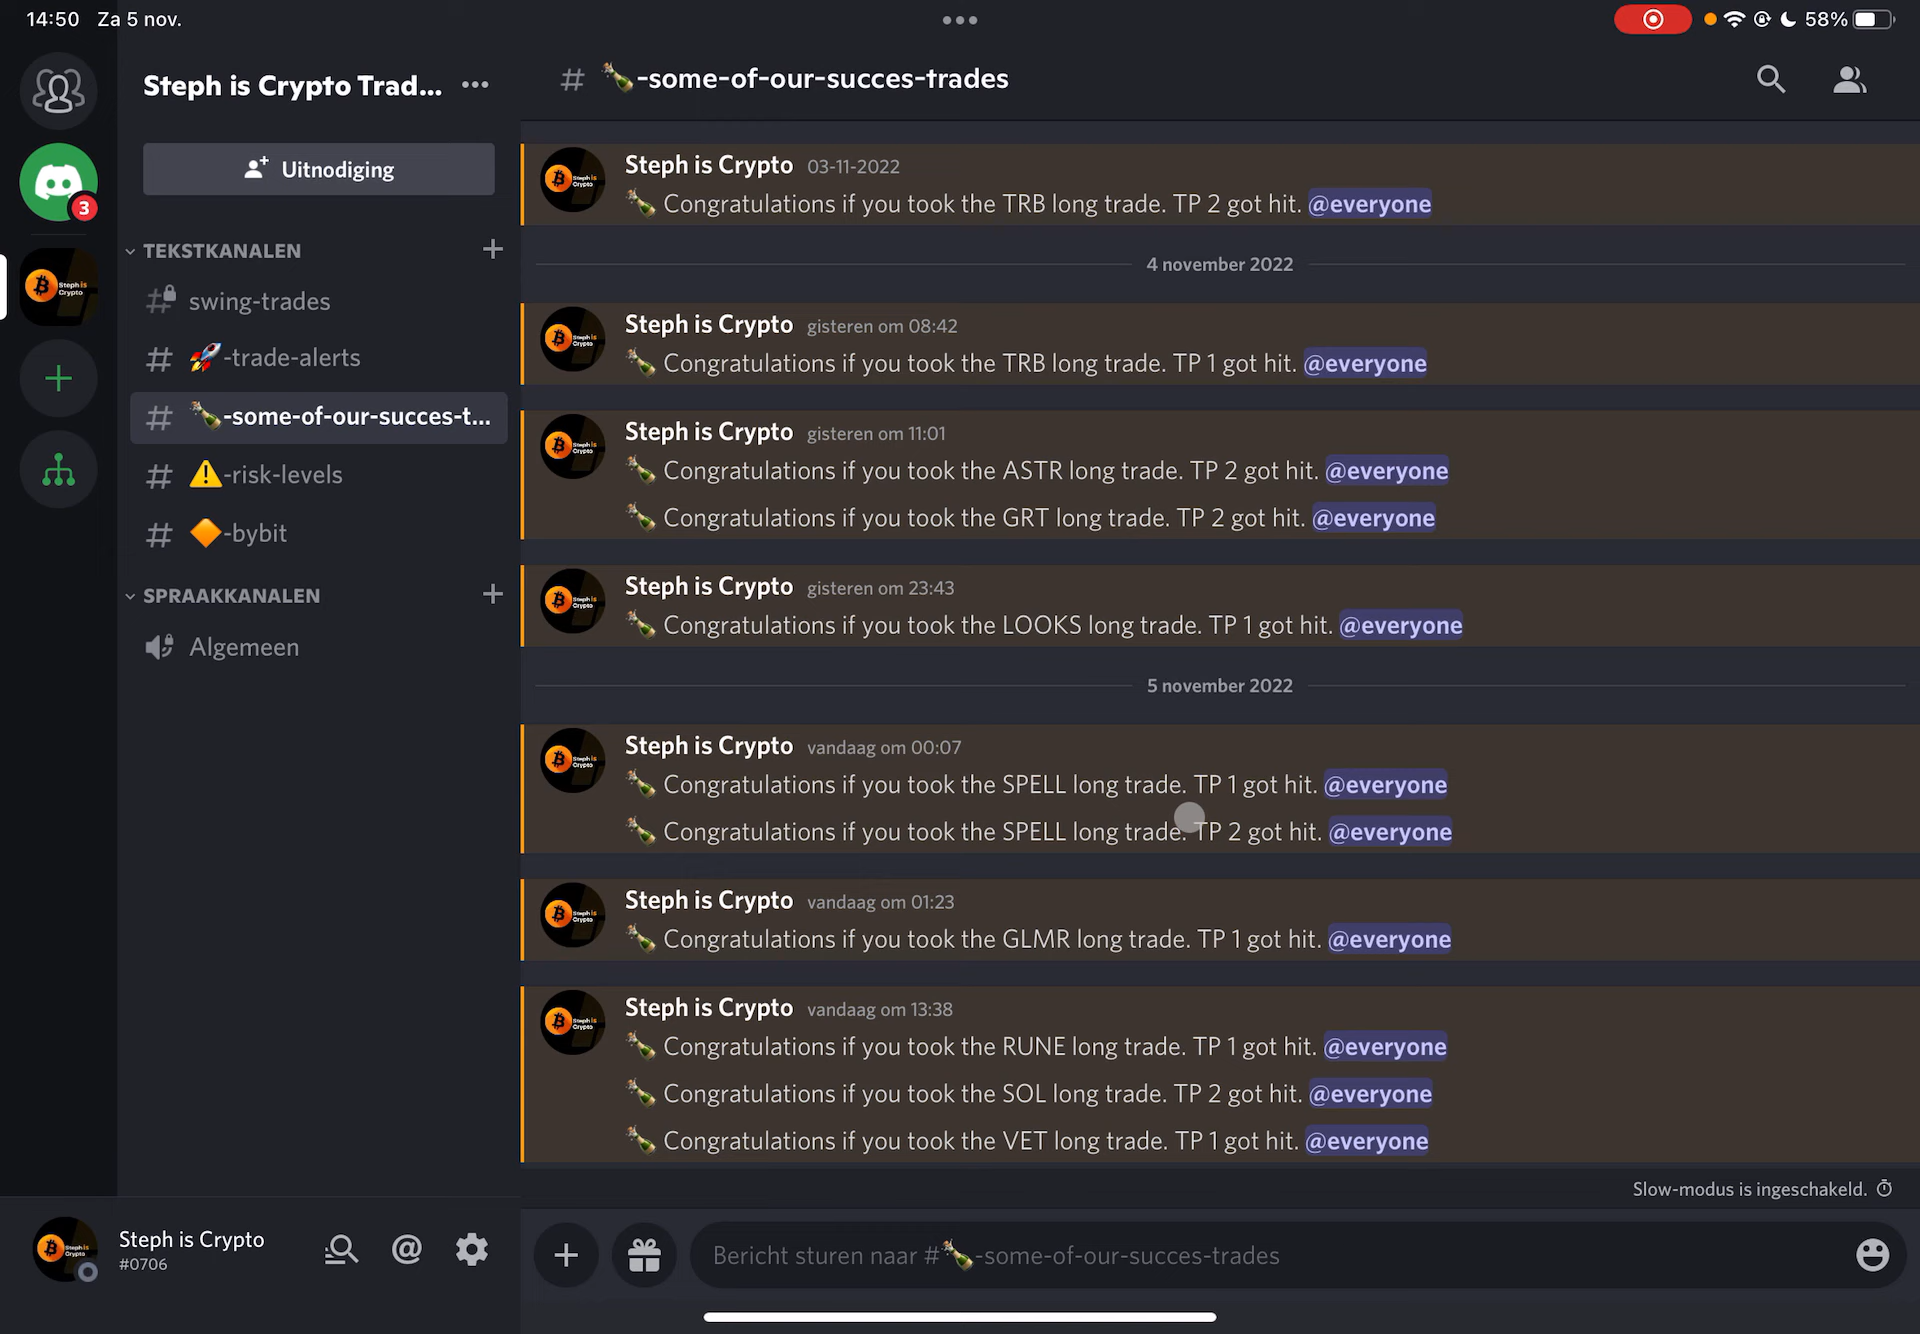 14:50 Za 5 nov.
58%
Steph is Crypto Trad...
Uitnodiging
3
TEKSTKANALEN
swing-trades
-trade-alerts
-some-of-our-succes-t...
-risk-levels
-bybit
SPRAAKKANALEN
Algemeen
Steph is Crypto
#0706
# -some-of-our-succes-trades
Steph is Crypto 03-11-2022
Congratulations if you took the TRB long trade. TP 2 got hit. @everyone
4 november 2022
Steph is Crypto gisteren om 08:42
Congratulations if you took the TRB long trade. TP 1 got hit. @everyone
Steph is Crypto gisteren om 11:01
Congratulations if you took the ASTR long trade. TP 2 got hit. @everyone
Congratulations if you took the GRT long trade. TP 2 got hit. @everyone
Steph is Crypto gisteren om 23:43
Congratulations if you took the LOOKS long trade. TP 1 got hit. @everyone
5 november 2022
Steph is Crypto vandaag om 00:07
Congratulations if you took the SPELL long trade. TP 1 got hit. @everyone
Congratulations if you took the SPELL long trade. TP 2 got hit. @everyone
Steph is Crypto vandaag om 01:23
Congratulations if you took the GLMR long trade. TP 1 got hit. @everyone
Steph is Crypto vandaag om 13:38
Congratulations if you took the RUNE long trade. TP 1 got hit. @everyone
Congratulations if you took the SOL long trade. TP 2 got hit. @everyone
Congratulations if you took the VET long trade. TP 1 got hit. @everyone
Slow-modus is ingeschakeld.
Bericht sturen naar # -some-of-our-succes-trades